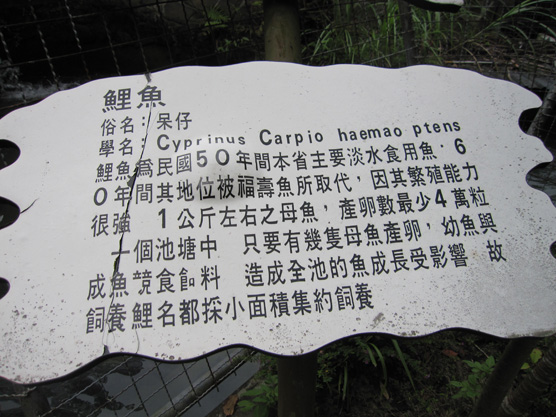 鯉魚
俗名：呆仔
學名：Cyprinus Carpio haemao ptens
鯉魚為民國50年間本省主要淡水食用魚．6
0年間其地位被福壽魚所取代，因其繁殖能力
很強　1公斤左右之母魚，產卵數最少4萬粒
．一個池塘中　只要有幾隻母魚產卵，幼魚與
成魚競食飼料　造成全池的魚成長受影響　故
飼養鯉名都採小面積集約飼養